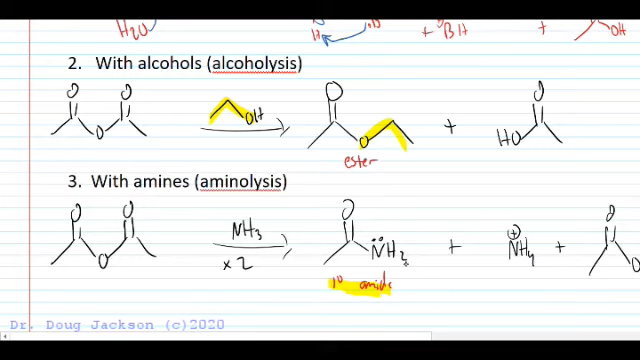 H₂O H :B + BH + OH
2. With alcohols (alcoholysis)
O O OH O O
O O + HO
ester
3. With amines (aminolysis)
O O NH₃ O O
O x 2 NH₂ + NH₄ + O
1° amide
Dr. Doug Jackson (c)2020